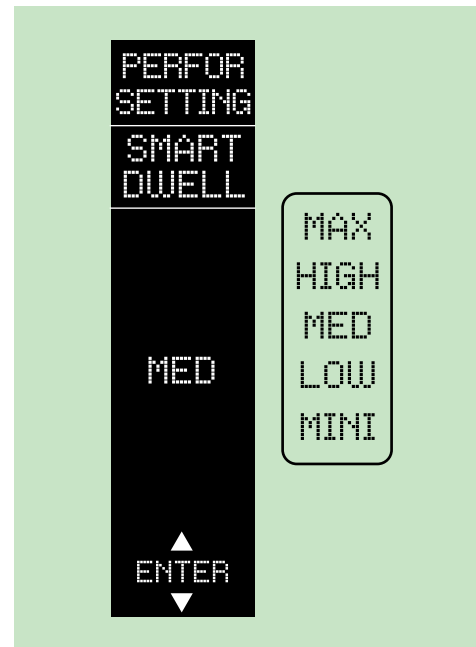 PERFOR
SETTING
SMART
DWELL
MED
ENTER
MAX
HIGH
MED
LOW
MINI